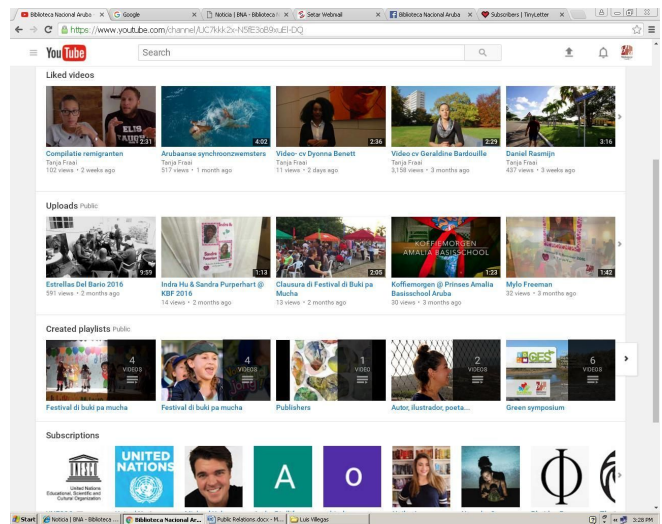 Biblioteca Nacional Aruba
Google
Noticia | BNA - Biblioteca N
Setar Webmail
Facebook Biblioteca Nacional Aruba
Subscribers | TinyLetter
https://www.youtube.com/channel/UC7kkk2x-N5fE3oB9xuEl-DQ
YouTube
Search
Liked videos
ELIS
2:31
4:02
2:36
2:29
3:16
Compilatie remigranten
Arubaanse synchroonzwemsters
Video- cv Dyonna Benett
Video cv Geraldine Bardouille
Daniel Rasmijn
Tanja Fraai
Tanja Fraai
Tanja Fraai
Tanja Fraai
Tanja Fraai
102 views • 2 weeks ago
517 views • 1 month ago
11 views • 2 days ago
3,158 views • 3 months ago
437 views • 3 weeks ago
Uploads Public
KOFFIEMORGEN
AMALIA BASISSCHOOL
9:59
1:13
2:05
1:23
1:42
Estrellas Del Bario 2016
591 views • 2 months ago
Indra Hu & Sandra Purperhart @
KBF 2016
14 views • 2 months ago
Clausura di Festival di Buki pa
Mucha
13 views • 2 months ago
Koffiemorgen @ Prinses Amalia
Basisschool Aruba
30 views • 3 months ago
Mylo Freeman
32 views • 3 months ago
Created playlists Public
4
VIDEOS
4
VIDEOS
1
VIDEO
2
VIDEOS
GES
6
VIDEOS
Festival di buki pa mucha
Festival di buki pa mucha
Publishers
Autor, ilustrador, poeta...
Green symposium
Subscriptions
UNESCO
United Nations
Educational, Scientific and
Cultural Organization
UNITED
NATIONS
A
o
Start
Noticia | BNA - Biblioteca ...
Biblioteca Nacional Ar...
Public Relations.docx - M...
Luis Villegas
3:28 PM